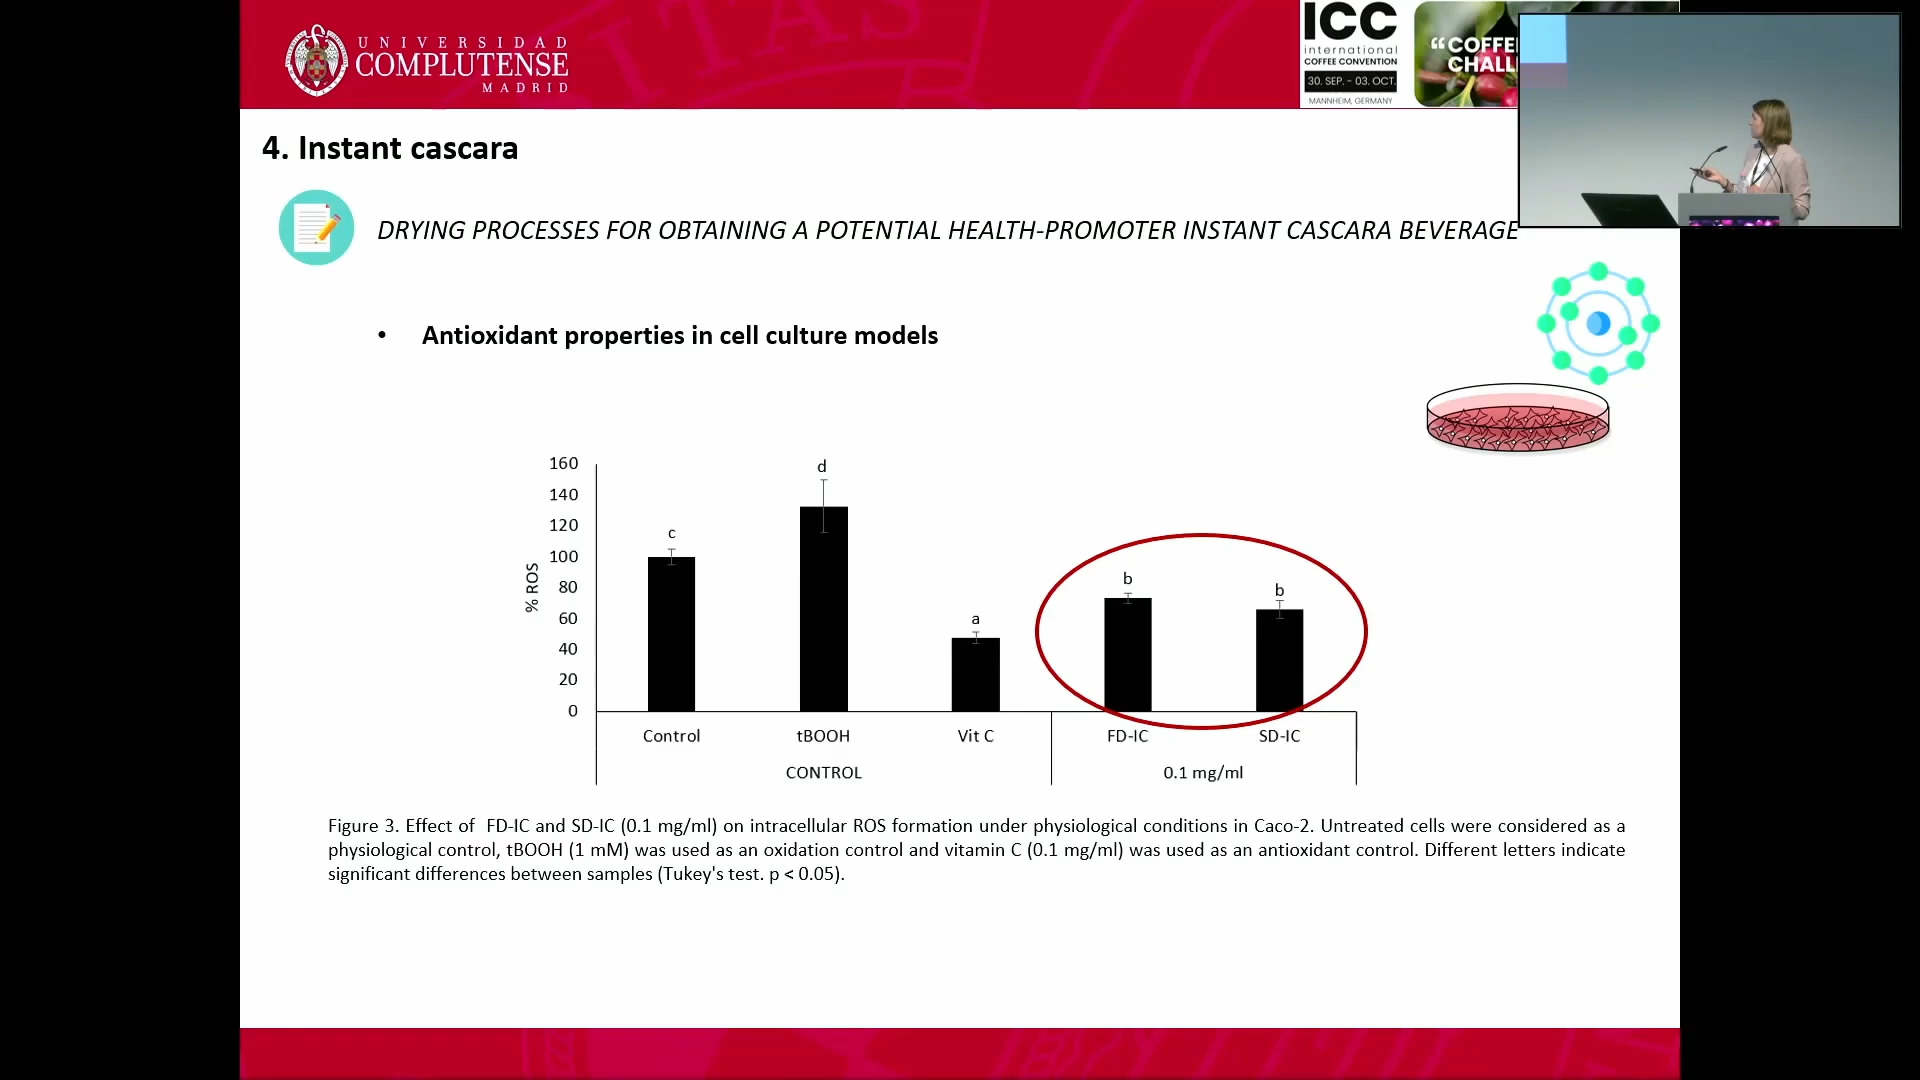 UNIVERSIDAD
COMPLUTENSE
MADRID
ICC
international
COFFEE CONVENTION
30. SEP. - 03. OCT.
MANNHEIM, GERMANY
4. Instant cascara
DRYING PROCESSES FOR OBTAINING A POTENTIAL HEALTH-PROMOTER INSTANT CASCARA BEVERAGE
• Antioxidant properties in cell culture models
% ROS
160
140
120
100
80
60
40
20
0
c
d
a
b
b
Control
tBOOH
Vit C
FD-IC
SD-IC
CONTROL
0.1 mg/ml
Figure 3. Effect of FD-IC and SD-IC (0.1 mg/ml) on intracellular ROS formation under physiological conditions in Caco-2. Untreated cells were considered as a
physiological control, tBOOH (1 mM) was used as an oxidation control and vitamin C (0.1 mg/ml) was used as an antioxidant control. Different letters indicate
significant differences between samples (Tukey's test. p < 0.05).